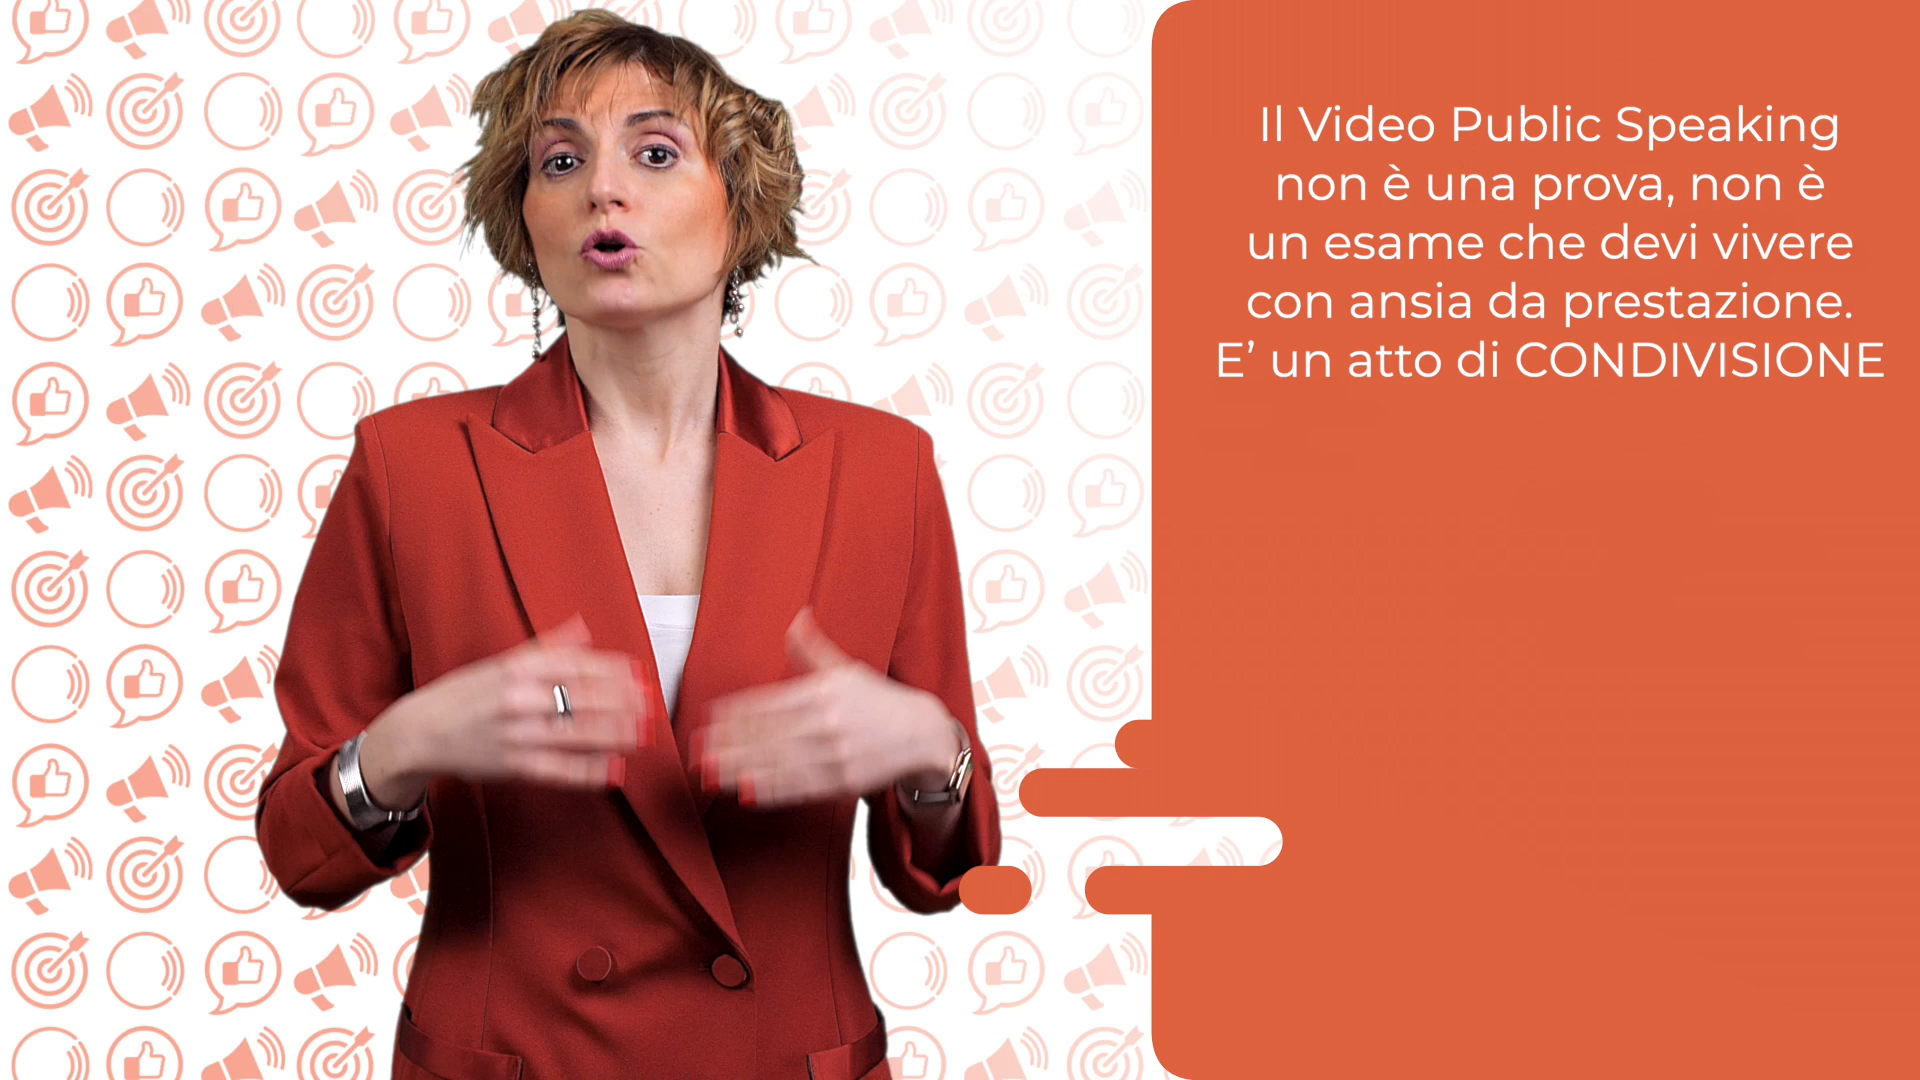 Il Video Public Speaking
non è una prova, non è
un esame che devi vivere
con ansia da prestazione.
E’ un atto di CONDIVISIONE